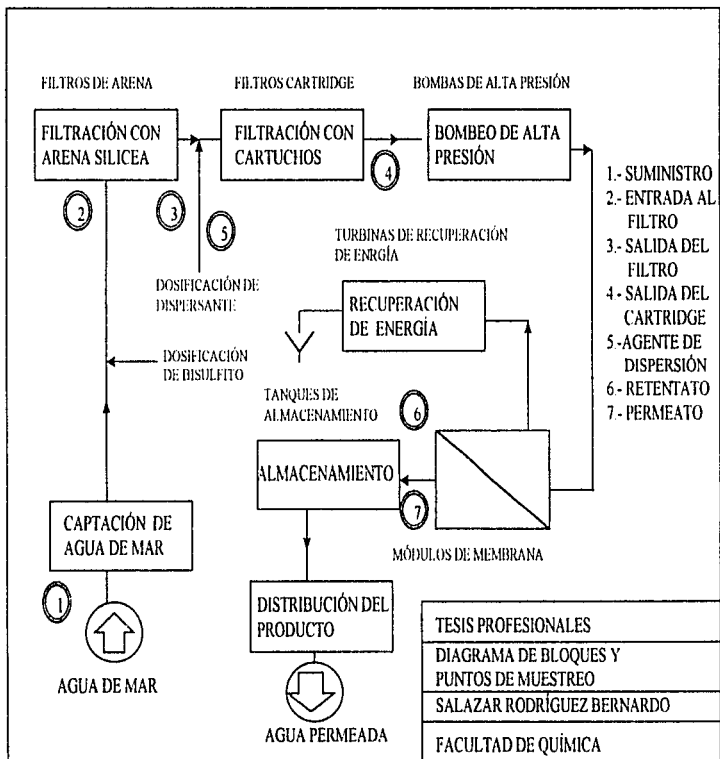 FILTROS DE ARENA
FILTROS CARTRIDGE
BOMBAS DE ALTA PRESIÓN
FILTRACIÓN CON
ARENA SILICEA
FILTRACIÓN CON
CARTUCHOS
BOMBEO DE ALTA
PRESIÓN
2
3
5
4
1.- SUMINISTRO
2.- ENTRADA AL
FILTRO
3.- SALIDA DEL
FILTRO
4.- SALIDA DEL
CARTRIDGE
5.-AGENTE DE
DISPERSIÓN
6.- RETENTATO
7.- PERMEATO
DOSIFICACIÓN DE
DISPERSANTE
TURBINAS DE RECUPERACIÓN
DE ENRGÍA
RECUPERACIÓN
DE ENERGÍA
DOSIFICACIÓN
DE BISULFITO
TANQUES DE
ALMACENAMIENTO
6
ALMACENAMIENTO
7
MÓDULOS DE MEMBRANA
CAPTACIÓN DE
AGUA DE MAR
1
AGUA DE MAR
DISTRIBUCIÓN DEL
PRODUCTO
AGUA PERMEADA
TESIS PROFESIONALES
DIAGRAMA DE BLOQUES Y
PUNTOS DE MUESTREO
SALAZAR RODRÍGUEZ BERNARDO
FACULTAD DE QUÍMICA